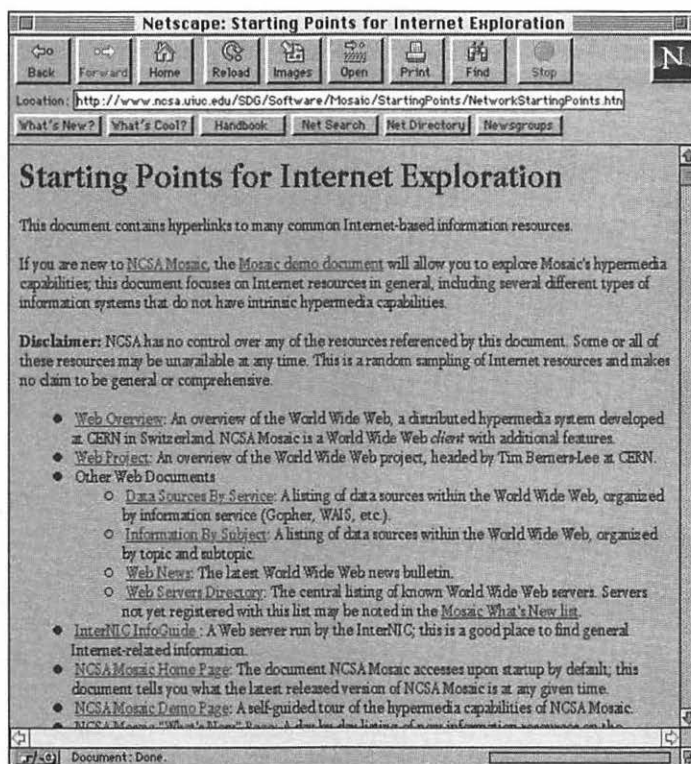 Netscape: Starting Points for Internet Exploration
Back Forward Home Reload Images Open Print Find Stop
N
Location: http://www.ncsa.uiuc.edu/SDG/Software/Mosaic/StartingPoints/NetworkStartingPoints.htm
What's New? What's Cool? Handbook Net Search Net Directory Newsgroups
Starting Points for Internet Exploration
This document contains hyperlinks to many common Internet-based information resources.
If you are new to NCSA Mosaic, the Mosaic demo document will allow you to explore Mosaic's hypermedia
capabilities; this document focuses on Internet resources in general, including several different types of
information systems that do not have intrinsic hypermedia capabilities.
Disclaimer: NCSA has no control over any of the resources referenced by this document. Some or all of
these resources may be unavailable at any time. This is a random sampling of Internet resources and makes
no claim to be general or comprehensive.
● Web Overview: An overview of the World Wide Web, a distributed hypermedia system developed
at CERN in Switzerland. NCSA Mosaic is a World Wide Web client with additional features.
● Web Project: An overview of the World Wide Web project, headed by Tim Berners-Lee at CERN.
● Other Web Documents
○ Data Sources By Service: A listing of data sources within the World Wide Web, organized
by information service (Gopher, WAIS, etc.).
○ Information By Subject: A listing of data sources within the World Wide Web, organized
by topic and subtopic.
○ Web News: The latest World Wide Web news bulletin.
○ Web Servers Directory: The central listing of known World Wide Web servers. Servers
not yet registered with this list may be noted in the Mosaic What's New list.
● InterNIC InfoGuide : A Web server run by the InterNIC; this is a good place to find general
Internet-related information.
● NCSA Mosaic Home Page: The document NCSA Mosaic accesses upon startup by default; this
document tells you what the latest released version of NCSA Mosaic is at any given time.
● NCSA Mosaic Demo Page: A self-guided tour of the hypermedia capabilities of NCSA Mosaic.
● NCSA Mosaic "What's New" Page: A day by day listing of new information resources on the
Document: Done.